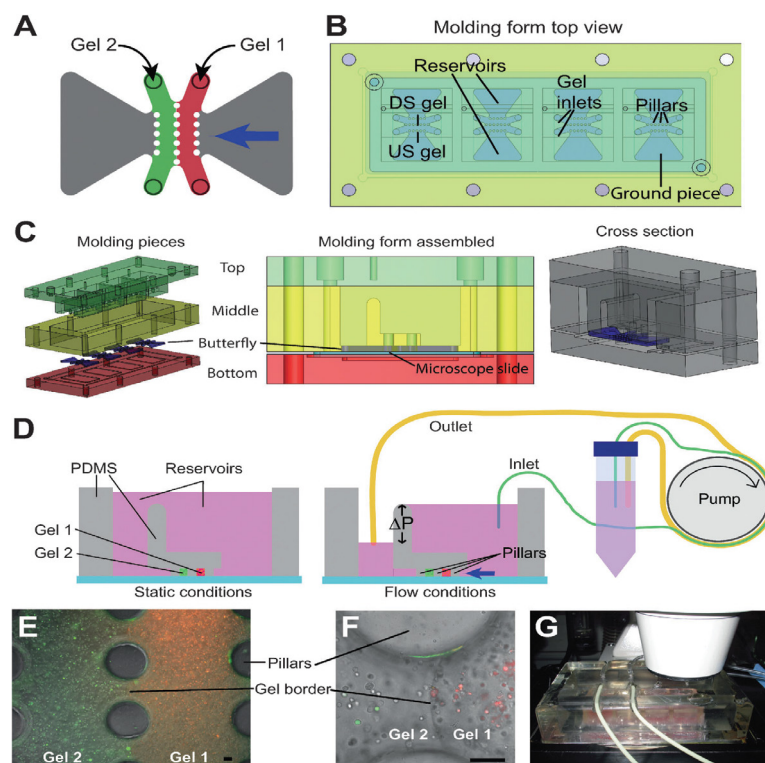 A
Gel 2
Gel 1
B
Molding form top view
Reservoirs
Gel
inlets
DS gel
US gel
Pillars
Ground piece
C
Molding pieces
Molding form assembled
Cross section
Top
Middle
Butterfly
Bottom
Microscope slide
D
Outlet
PDMS
Reservoirs
Inlet
Pump
ΔP
Gel 1
Gel 2
Pillars
Static conditions
Flow conditions
E
F
G
Pillars
Gel border
Gel 2
Gel 1
Gel 2
Gel 1